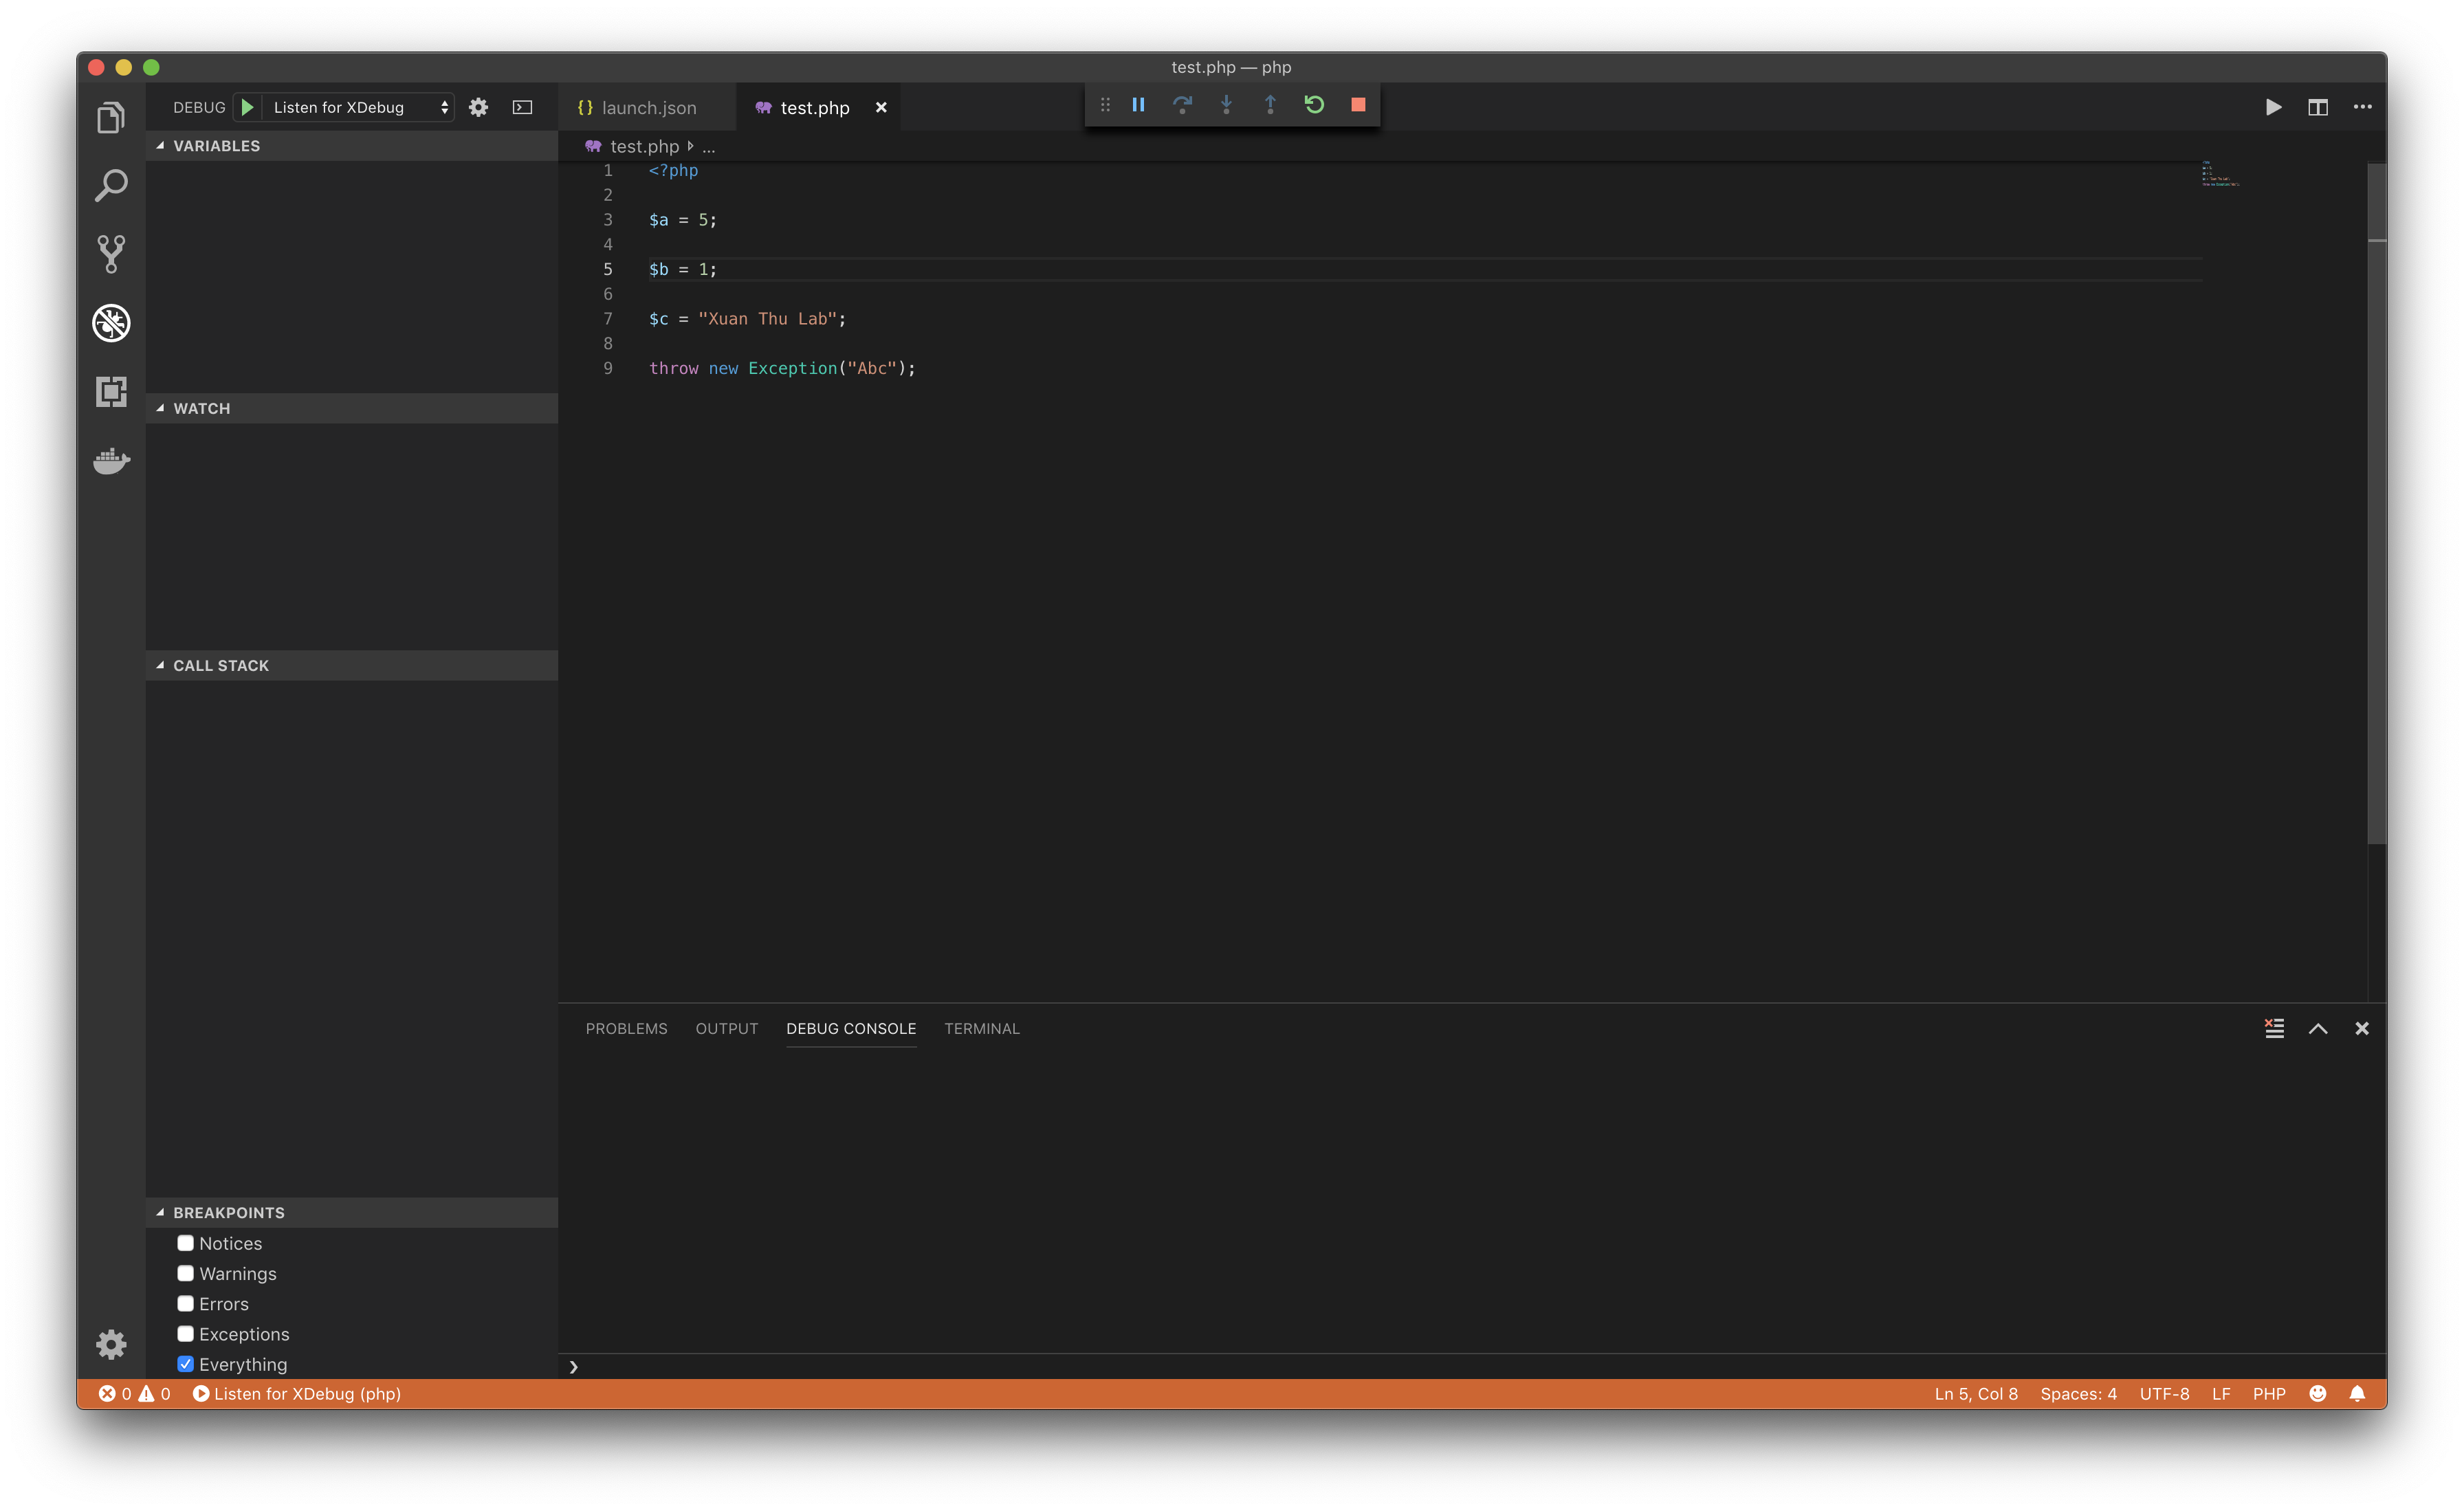 test.php — php
DEBUG Listen for XDebug
{} launch.json test.php
VARIABLES
test.php ...
1 <?php
2
3 $a = 5;
4
5 $b = 1;
6
7 $c = "Xuan Thu Lab";
8
9 throw new Exception("Abc");
WATCH
CALL STACK
BREAKPOINTS
Notices
Warnings
Errors
Exceptions
Everything
PROBLEMS OUTPUT DEBUG CONSOLE TERMINAL
0 0 Listen for XDebug (php) Ln 5, Col 8 Spaces: 4 UTF-8 LF PHP